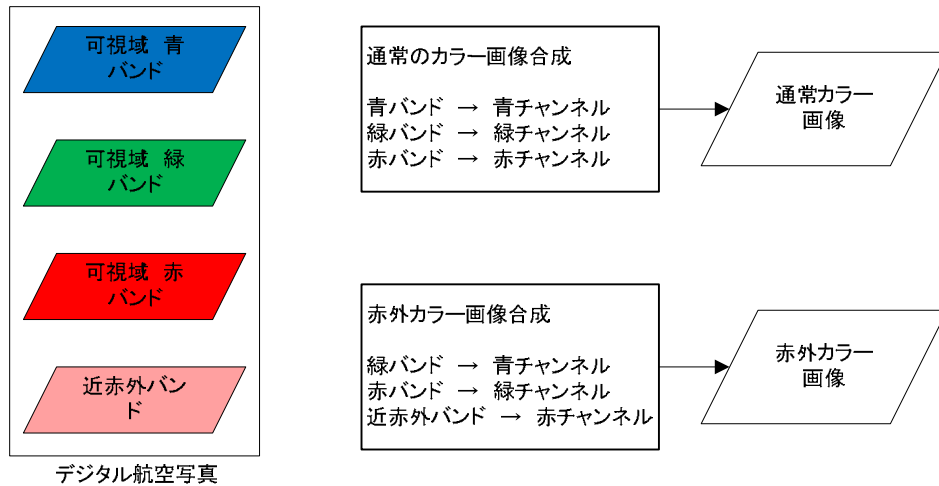 可視域 青
バンド
可視域 緑
バンド
可視域 赤
バンド
近赤外バン
ド
デジタル航空写真
通常のカラー画像合成
青バンド → 青チャンネル
緑バンド → 緑チャンネル
赤バンド → 赤チャンネル
通常カラー
画像
赤外カラー画像合成
緑バンド → 青チャンネル
赤バンド → 緑チャンネル
近赤外バンド → 赤チャンネル
赤外カラー
画像